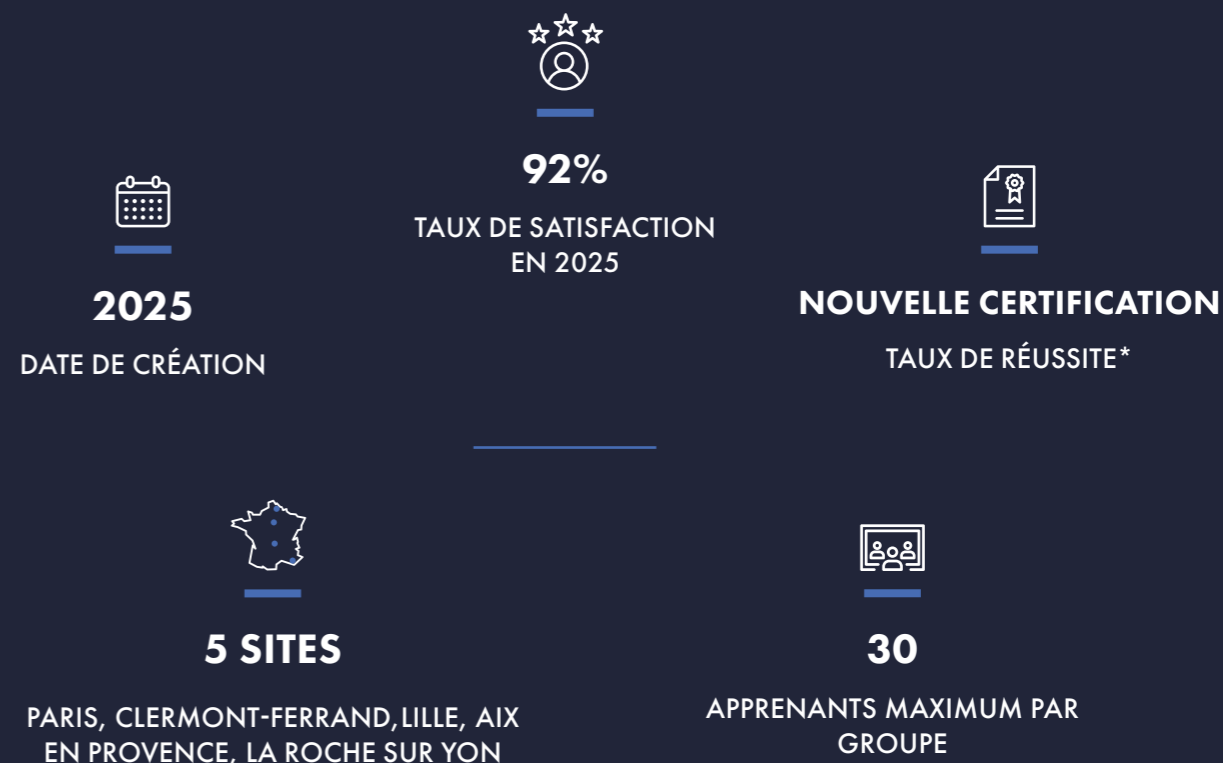 92%
TAUX DE SATISFACTION
EN 2025
2025
DATE DE CRÉATION
NOUVELLE CERTIFICATION
TAUX DE RÉUSSITE*
5 SITES
PARIS, CLERMONT-FERRAND,LILLE, AIX
EN PROVENCE, LA ROCHE SUR YON
30
APPRENANTS MAXIMUM PAR
GROUPE